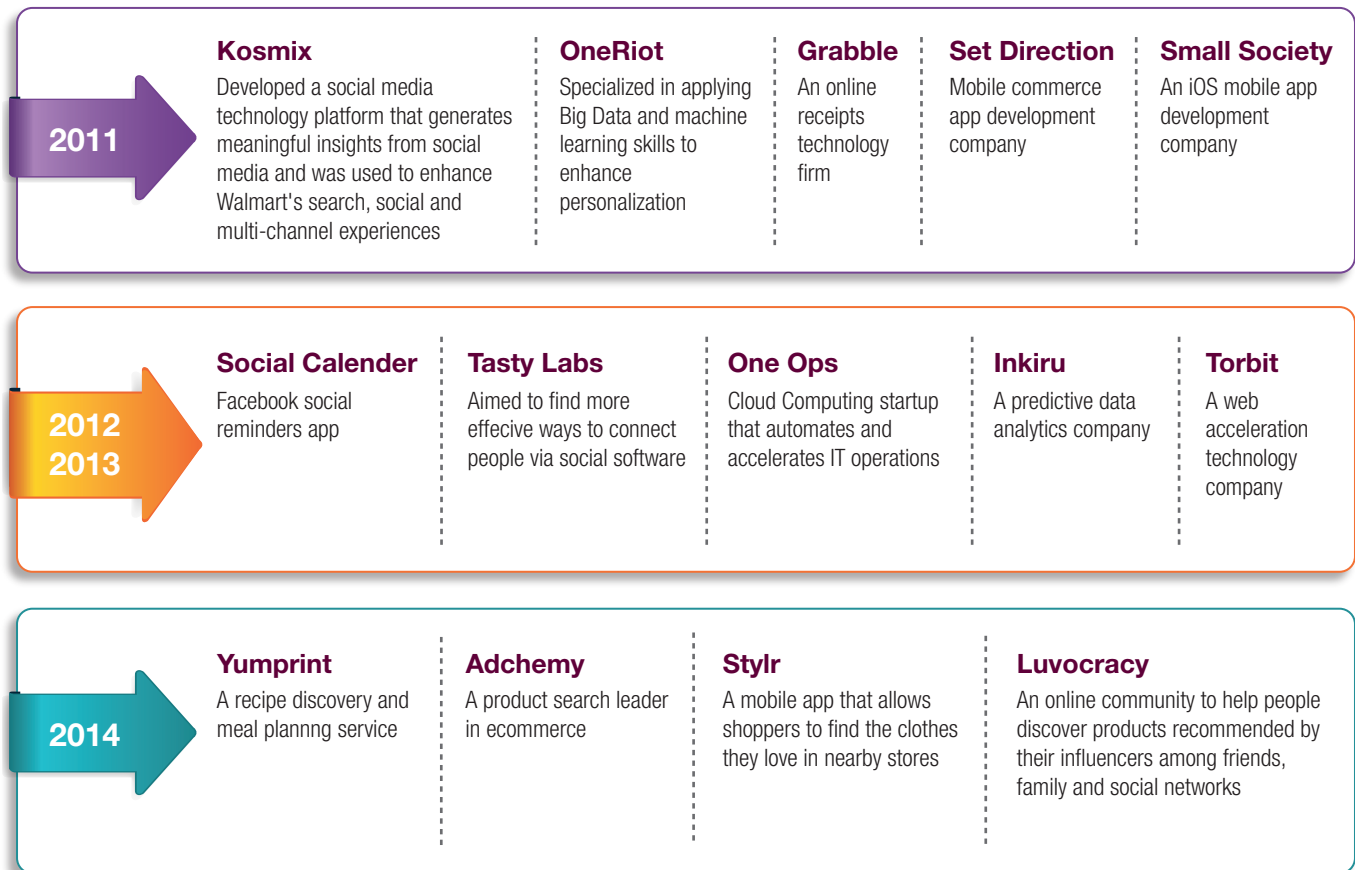 2011
Kosmix
Developed a social media
technology platform that generates
meaningful insights from social
media and was used to enhance
Walmart's search, social and
multi-channel experiences
OneRiot
Specialized in applying
Big Data and machine
learning skills to
enhance
personalization
Grabble
An online
receipts
technology
firm
Set Direction
Mobile commerce
app development
company
Small Society
An iOS mobile app
development
company
2012
2013
Social Calender
Facebook social
reminders app
Tasty Labs
Aimed to find more
effecive ways to connect
people via social software
One Ops
Cloud Computing startup
that automates and
accelerates IT operations
Inkiru
A predictive data
analytics company
Torbit
A web
acceleration
technology
company
2014
Yumprint
A recipe discovery and
meal plannng service
Adchemy
A product search leader
in ecommerce
Stylr
A mobile app that allows
shoppers to find the clothes
they love in nearby stores
Luvocracy
An online community to help people
discover products recommended by
their influencers among friends,
family and social networks